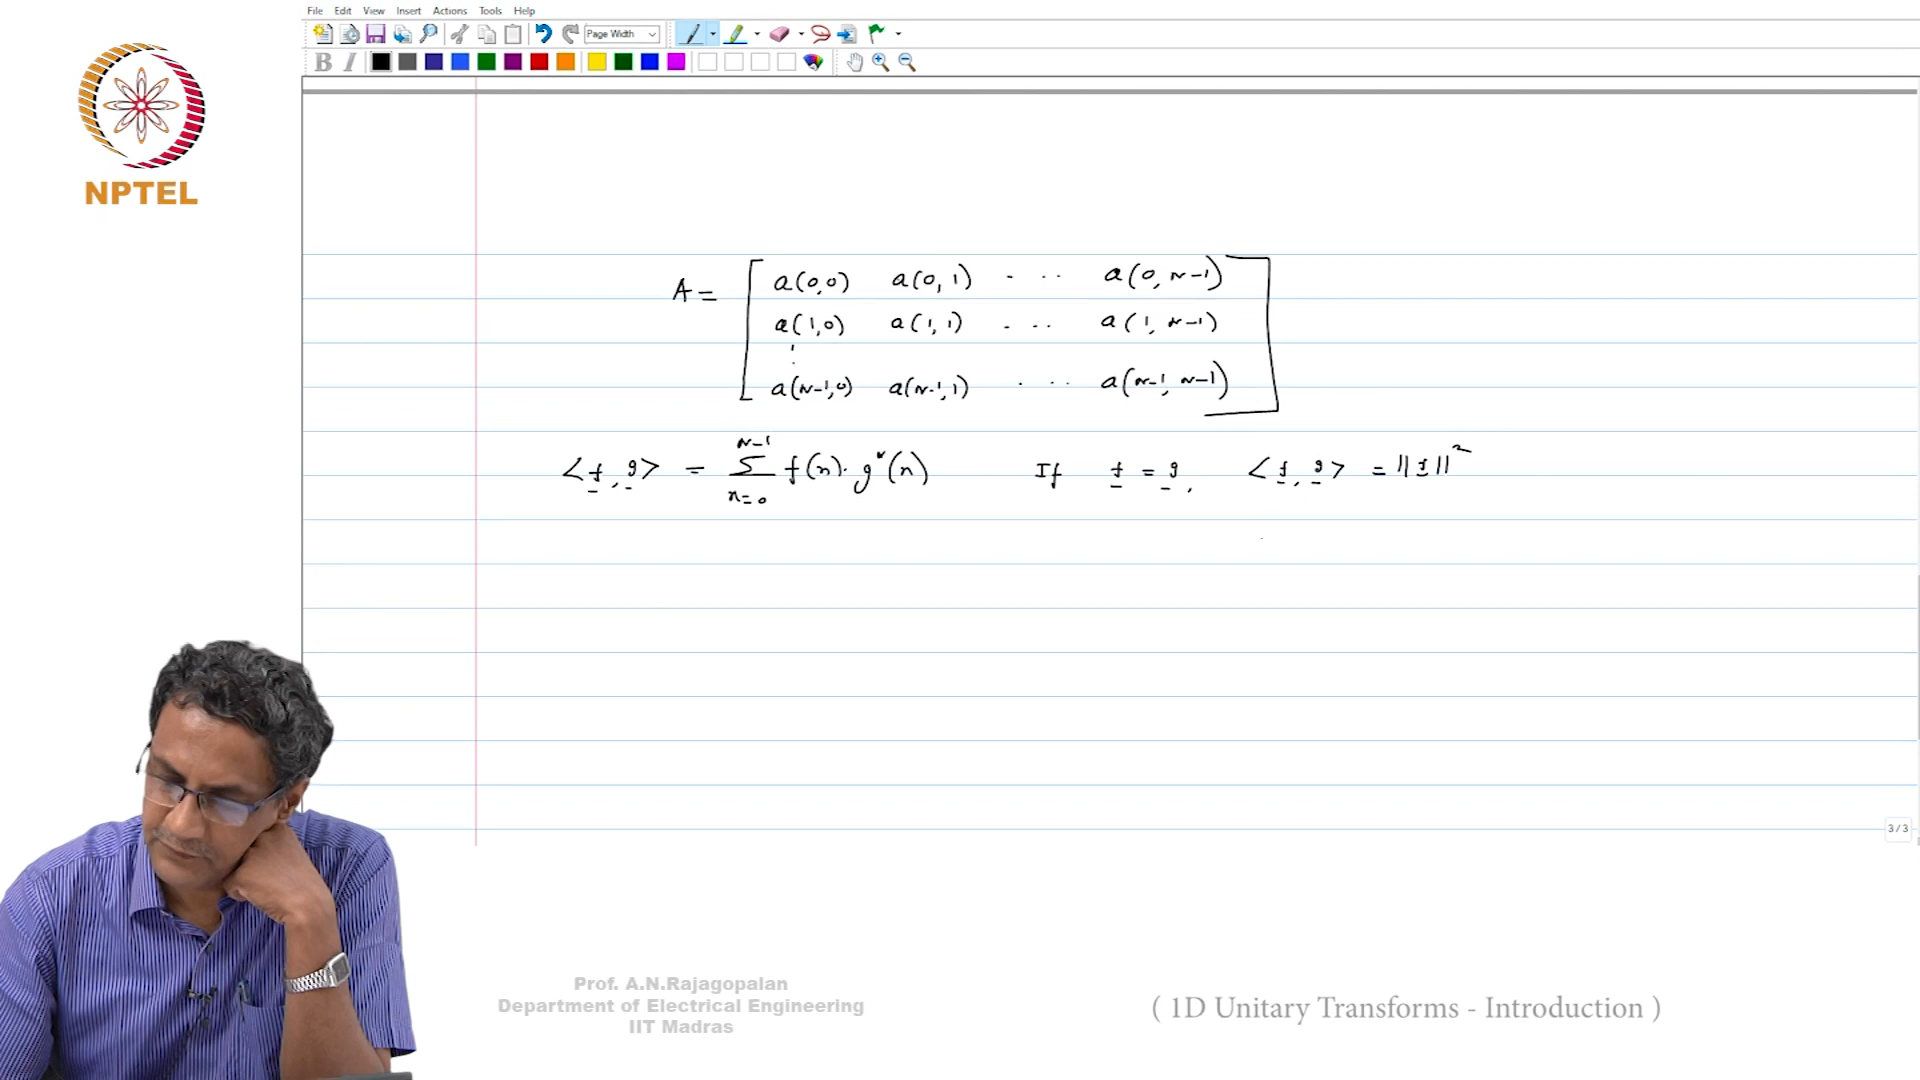 File Edit View Insert Actions Tools Help
Page Width
B I
NPTEL
A = [ a(0,0) a(0,1) . .. a(0,N-1)
a(1,0) a(1,1) . .. a(1,N-1)
a(N-1,0) a(N-1,1) . .. a(N-1,N-1) ]
<f,g> = Σ_{n=0}^{N-1} f(n)·g*(n) If f = g, <f,g> = ||f||²
3/3
Prof. A.N.Rajagopalan
Department of Electrical Engineering
IIT Madras
( 1D Unitary Transforms - Introduction )